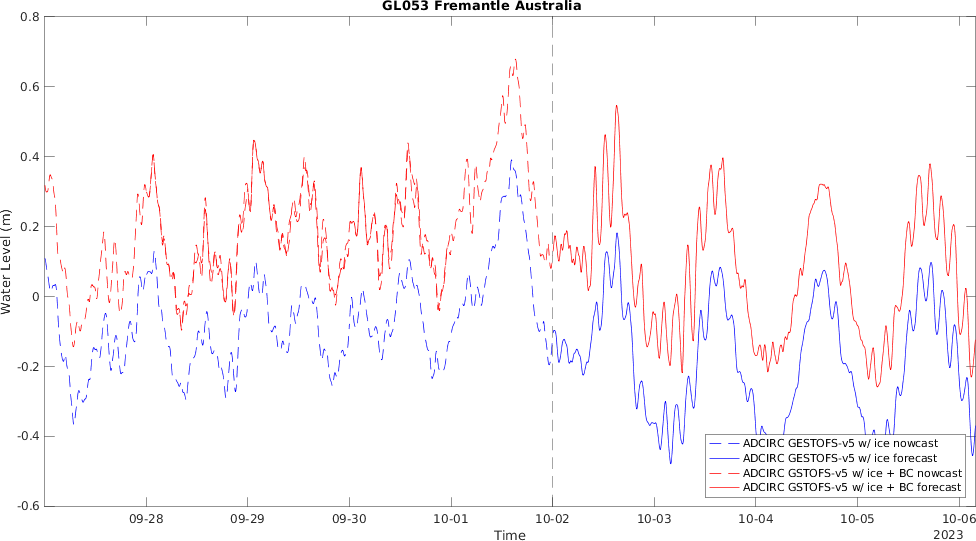 GL053 Fremantle Australia
0.8
0.6
0.4
0.2
0
-0.2
-0.4
-0.6
Water Level (m)
ADCIRC GESTOFS-v5 w/ ice nowcast
ADCIRC GESTOFS-v5 w/ ice forecast
ADCIRC GSTOFS-v5 w/ ice + BC nowcast
ADCIRC GSTOFS-v5 w/ ice + BC forecast
09-28 09-29 09-30 10-01 10-02 10-03 10-04 10-05 10-06
Time 2023